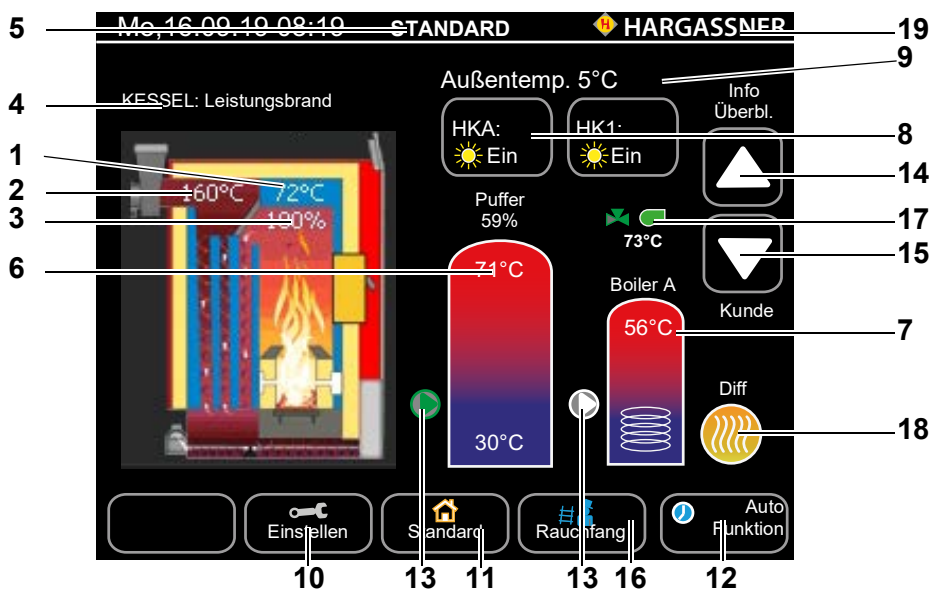 5 Mo,16.09.19 08:19 STANDARD HARGASSNER 19
9
Außentemp. 5°C
4 KESSEL: Leistungsbrand
Info
Überbl.
HKA:
Ein
HK1:
Ein
8
1
2 160°C 72°C
3 100%
14
Puffer
59%
17
73°C
15
6 71°C
Boiler A
Kunde
56°C 7
Diff
18
30°C
Einstellen
Standard
Rauchfang
Auto
Funktion
10 13 11 13 16 12